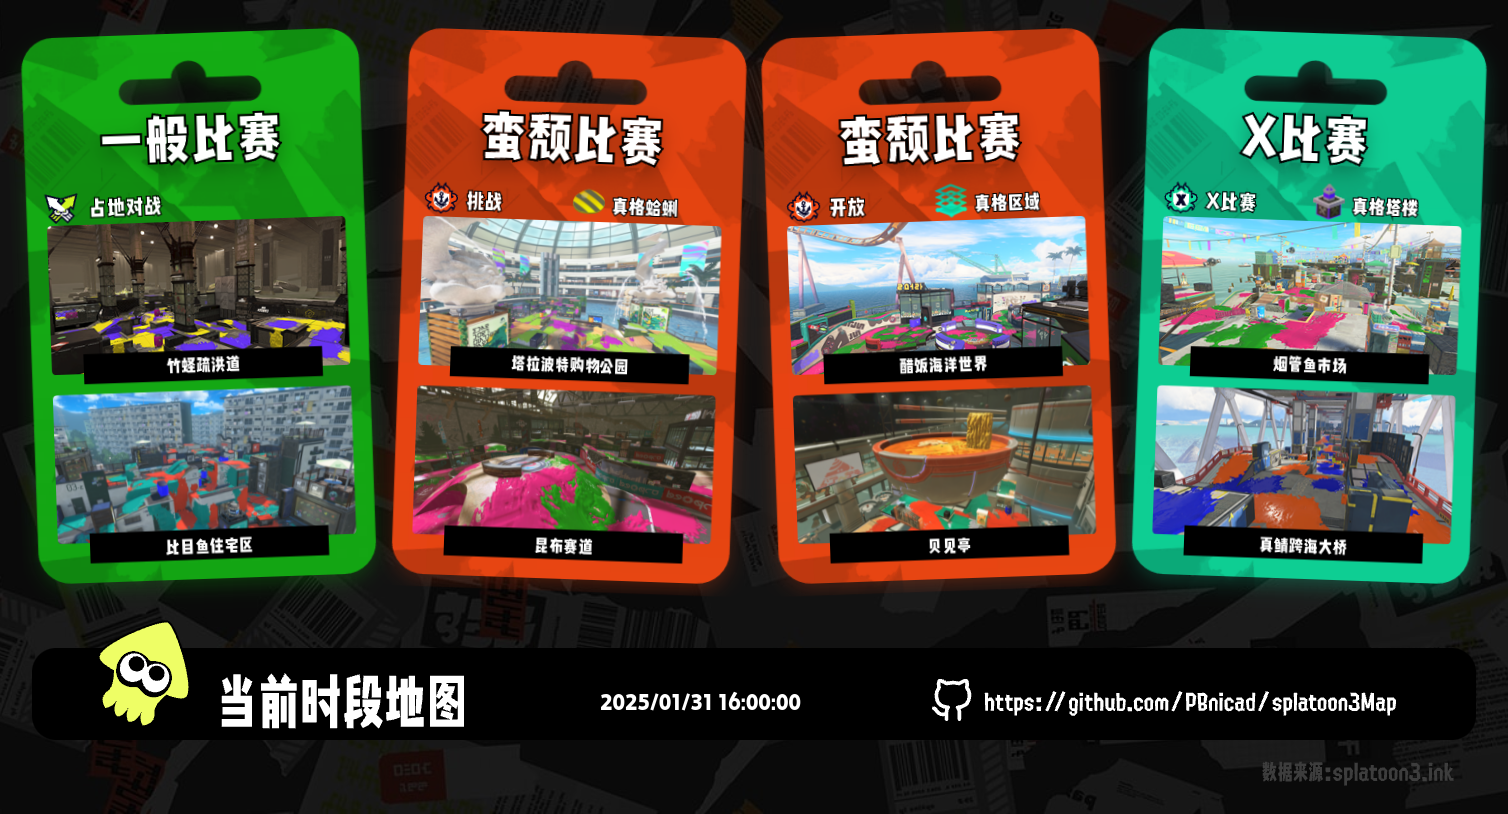 一般比赛
占地对战
竹蛏疏洪道
比目鱼住宅区
蛮颓比赛
挑战
真格蛤蜊
塔拉波特购物公园
昆布赛道
蛮颓比赛
开放
真格区域
醋饭海洋世界
贝见亭
X比赛
X比赛
真格塔楼
烟管鱼市场
真鲭跨海大桥
当前时段地图
2025/01/31 16:00:00
https://github.com/PBnicad/splatoon3Map
数据来源:splatoon3.ink